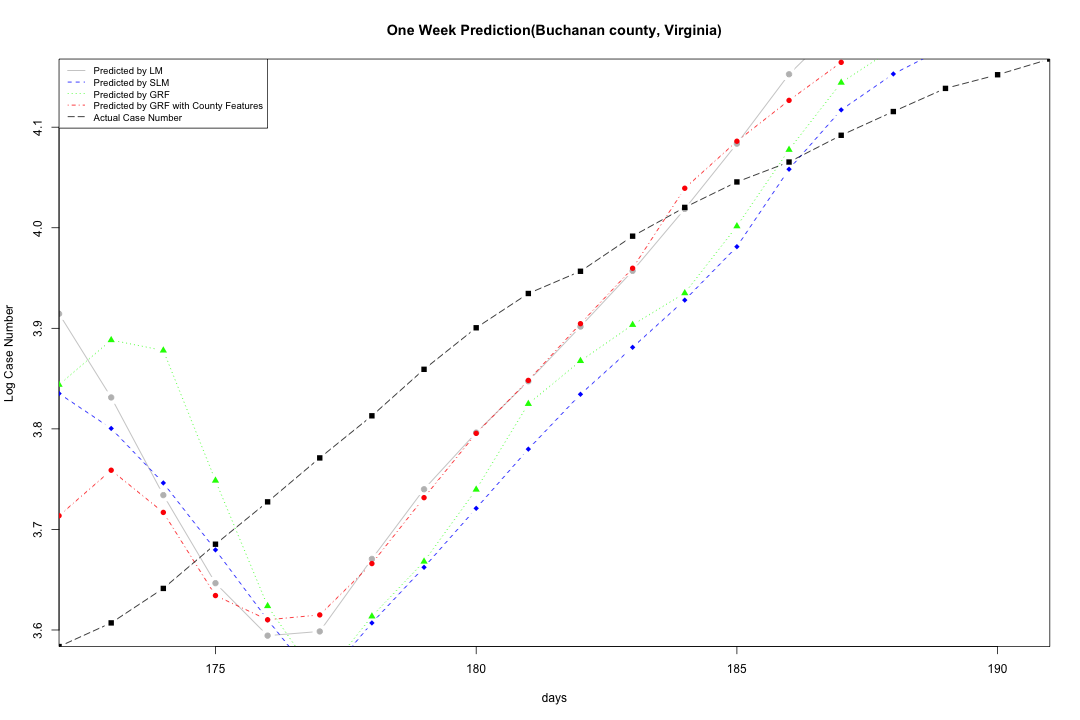 One Week Prediction(Buchanan county, Virginia)
Predicted by LM
Predicted by SLM
Predicted by GRF
Predicted by GRF with County Features
Actual Case Number
4.1
4.0
3.9
3.8
3.7
3.6
Log Case Number
175 180 185 190
days